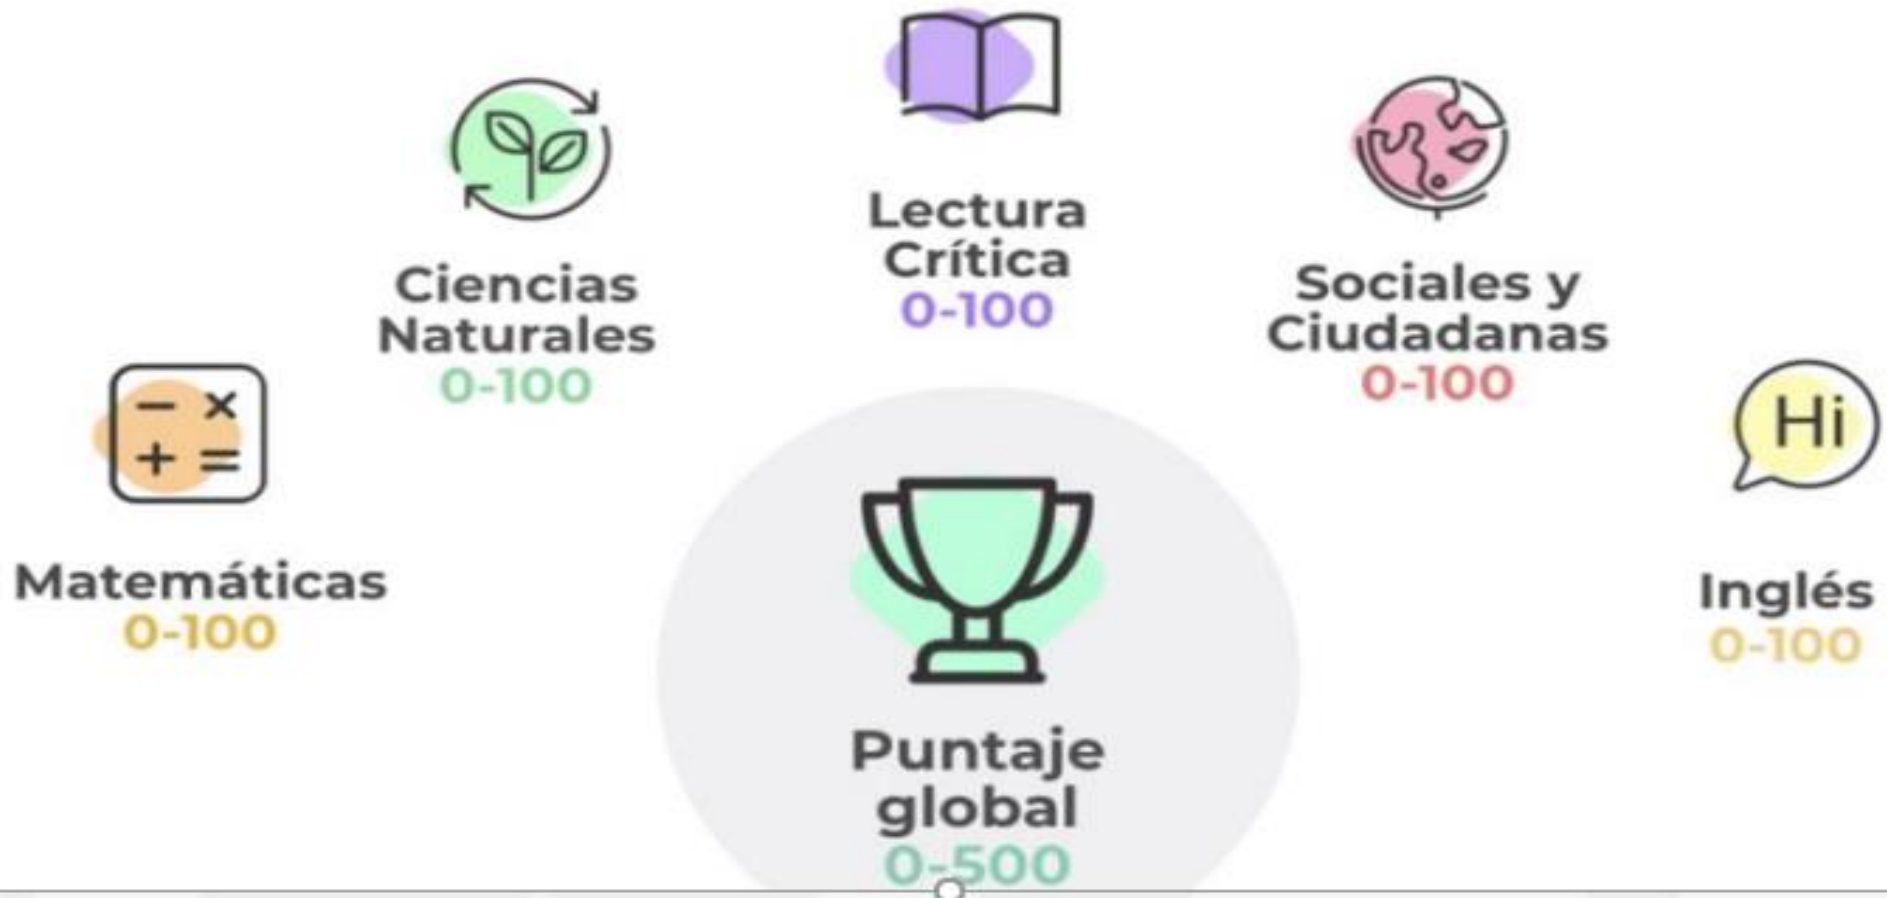 Lectura
Crítica
0-100
Ciencias
Naturales
0-100
Sociales y
Ciudadanas
0-100
− ×
+ =
Matemáticas
0-100
Hi
Inglés
0-100
Puntaje
global
0-500